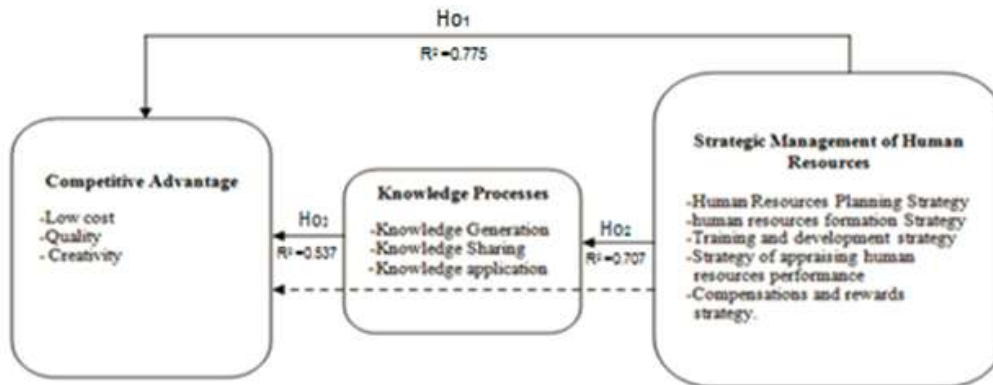 Ho1
R² =0.775
Competitive Advantage
-Low cost
-Quality
- Creativity
Ho3
R² =0.537
Knowledge Processes
-Knowledge Generation
-Knowledge Sharing
-Knowledge application
Ho2
R² =0.707
Strategic Management of Human
Resources
-Human Resources Planning Strategy
-human resources formation Strategy
-Training and development strategy
-Strategy of appraising human
resources performance
-Compensations and rewards
strategy.